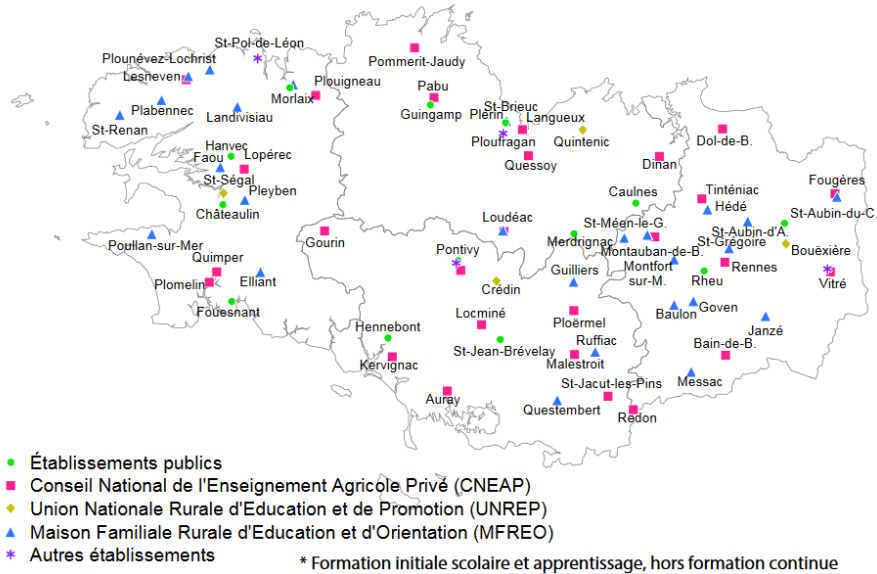 St-Pol-de-Léon
Plounévez-Lochrist
Lesneven
Plouigneau
Morlaix
Plabennec
Landivisiau
St-Renan
Hanvec
Faou
Lopérec
St-Ségal
Pleyben
Châteaulin
Poullan-sur-Mer
Quimper
Plomelin
Elliant
Fouesnant
Pommerit-Jaudy
Pabu
Guingamp
St-Brieuc
Plérin
Langueux
Ploufragan
Quintenic
Quessoy
Dinan
Caulnes
Loudéac
Merdrignac
Gourin
Pontivy
Crédin
Guilliers
Locminé
Ploërmel
Hennebont
St-Jean-Brévelay
Ruffiac
Malestroit
Kervignac
St-Jacut-les-Pins
Auray
Questembert
Redon
Dol-de-B.
Fougères
Tinténiac
Hédé
St-Aubin-du-C.
St-Méen-le-G.
St-Aubin-d'A.
St-Grégoire
Bouëxière
Montauban-de-B.
Montfort
sur-M.
Rennes
Rheu
Vitré
Baulon
Goven
Janzé
Bain-de-B.
Messac
Établissements publics
Conseil National de l'Enseignement Agricole Privé (CNEAP)
Union Nationale Rurale d'Education et de Promotion (UNREP)
Maison Familiale Rurale d'Education et d'Orientation (MFREO)
Autres établissements
* Formation initiale scolaire et apprentissage, hors formation continue